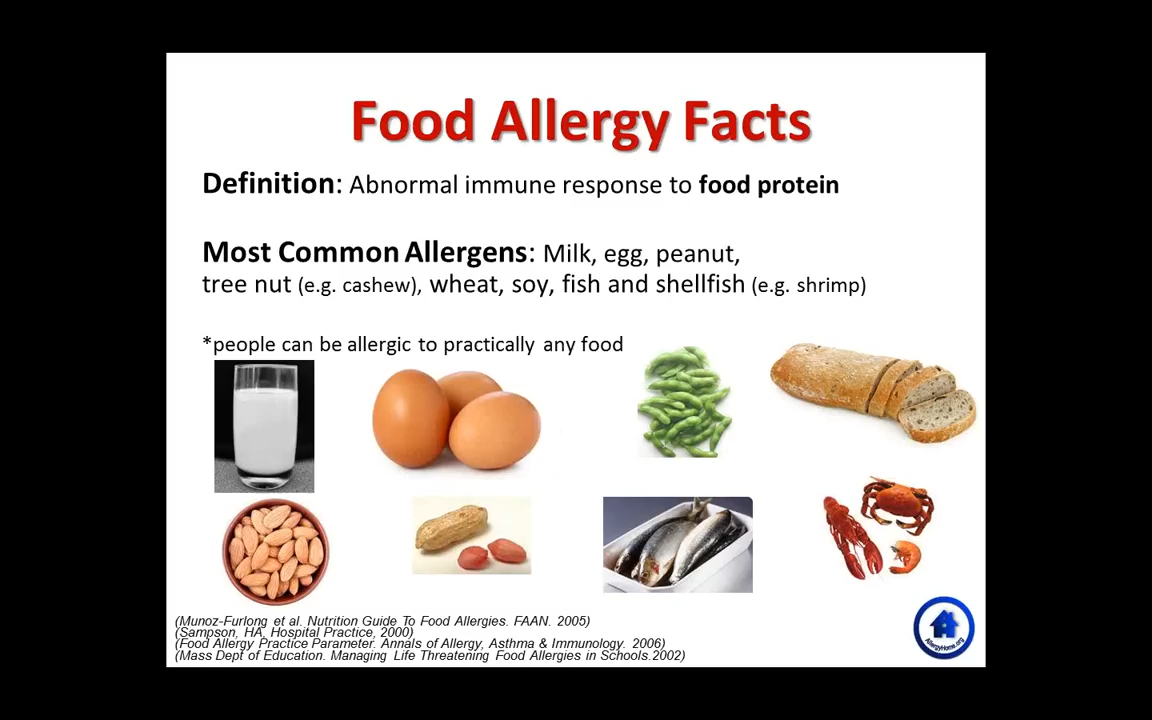 Food Allergy Facts
Definition: Abnormal immune response to food protein
Most Common Allergens: Milk, egg, peanut,
tree nut (e.g. cashew), wheat, soy, fish and shellfish (e.g. shrimp)
*people can be allergic to practically any food
(Munoz-Furlong et al. Nutrition Guide To Food Allergies. FAAN. 2005)
(Sampson, HA, Hospital Practice, 2000)
(Food Allergy Practice Parameter. Annals of Allergy, Asthma & Immunology. 2006)
(Mass Dept of Education. Managing Life Threatening Food Allergies in Schools.2002)
AllergyHome.org